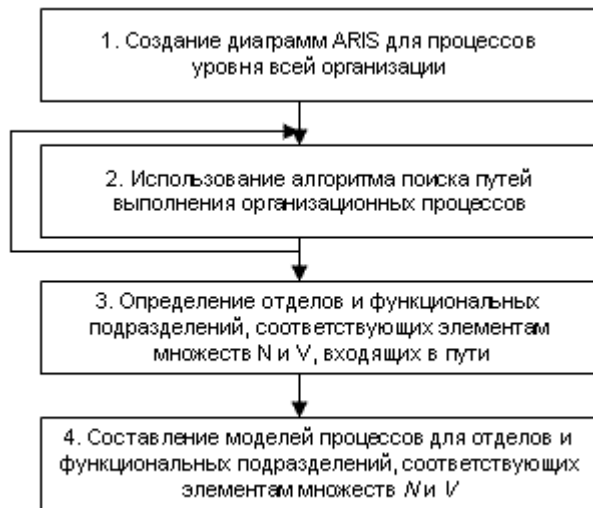 1. Создание диаграмм ARIS для процессов
уровня всей организации
2. Использование алгоритма поиска путей
выполнения организационных процессов
3. Определение отделов и функциональных
подразделений, соответствующих элементам
множеств N и V, входящих в пути
4. Составление моделей процессов для отделов и
функциональных подразделений, соответствующих
элементам множеств N и V